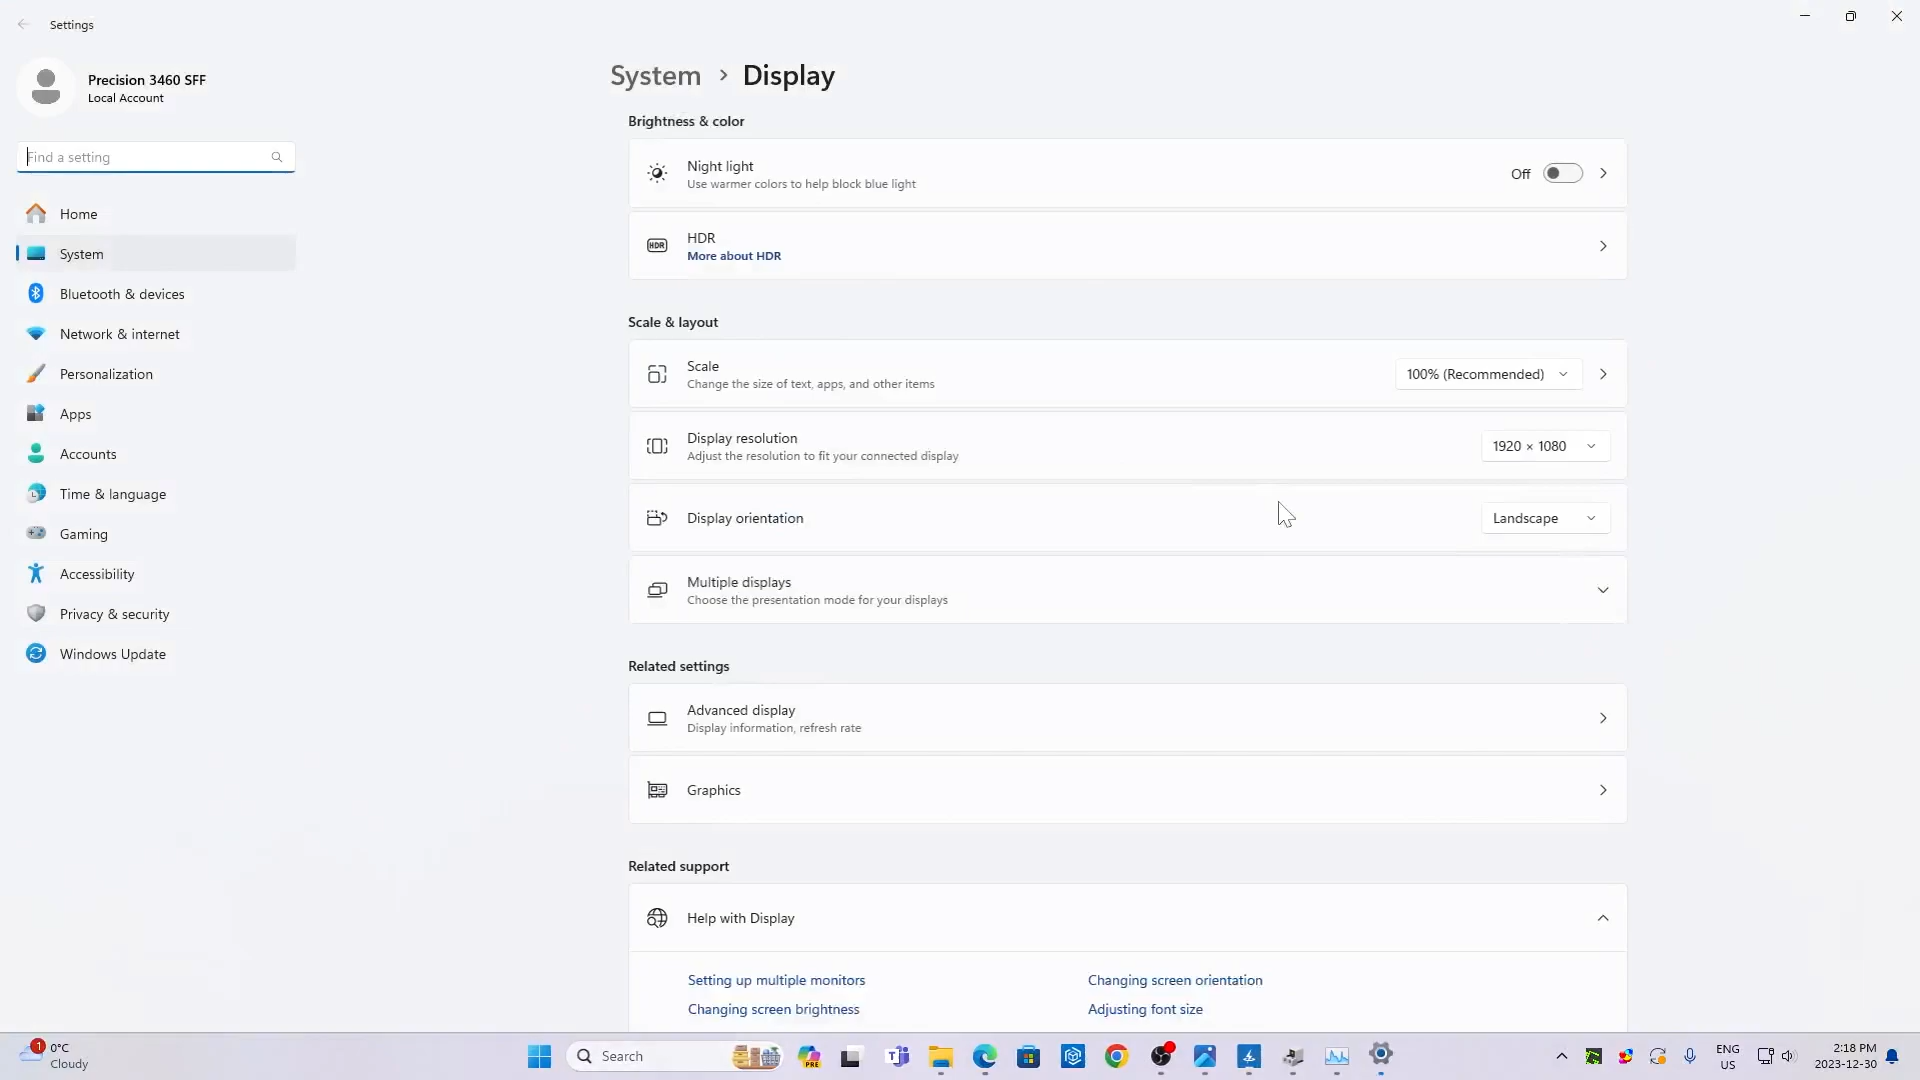 Settings
Precision 3460 SFF
Local Account
Find a setting
Home
System
Bluetooth & devices
Network & internet
Personalization
Apps
Accounts
Time & language
Gaming
Accessibility
Privacy & security
Windows Update
System > Display
Brightness & color
Night light
Use warmer colors to help block blue light
Off
HDR
HDR
More about HDR
Scale & layout
Scale
Change the size of text, apps, and other items
100% (Recommended)
Display resolution
Adjust the resolution to fit your connected display
1920 × 1080
Display orientation
Landscape
Multiple displays
Choose the presentation mode for your displays
Related settings
Advanced display
Display information, refresh rate
Graphics
Related support
Help with Display
Setting up multiple monitors
Changing screen orientation
Changing screen brightness
Adjusting font size
1
0°C
Cloudy
Search
PRE
ENG
US
2:18 PM
2023-12-30